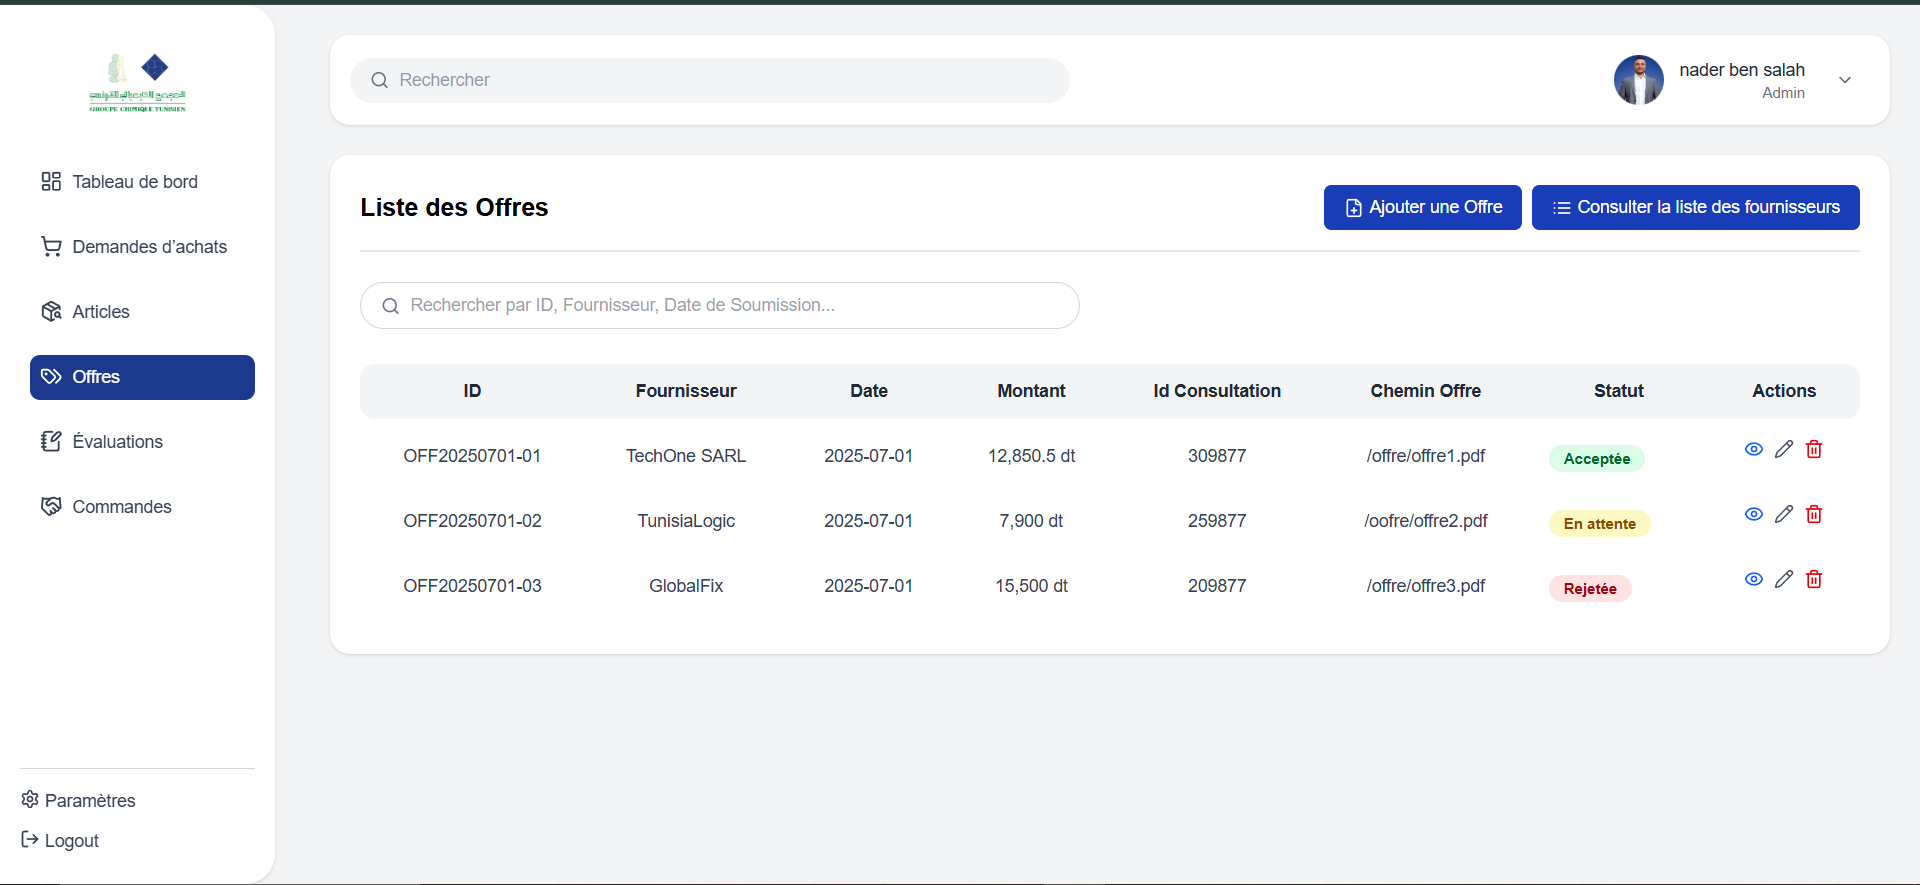 المجمع الكيميائي التونسي
GROUPE CHIMIQUE TUNISIEN
Tableau de bord
Demandes d’achats
Articles
Offres
Évaluations
Commandes
Paramètres
Logout
Rechercher
nader ben salah
Admin
Liste des Offres
Ajouter une Offre
Consulter la liste des fournisseurs
Rechercher par ID, Fournisseur, Date de Soumission...
ID Fournisseur Date Montant Id Consultation Chemin Offre Statut Actions
OFF20250701-01 TechOne SARL 2025-07-01 12,850.5 dt 309877 /offre/offre1.pdf Acceptée
OFF20250701-02 TunisiaLogic 2025-07-01 7,900 dt 259877 /oofre/offre2.pdf En attente
OFF20250701-03 GlobalFix 2025-07-01 15,500 dt 209877 /offre/offre3.pdf Rejetée